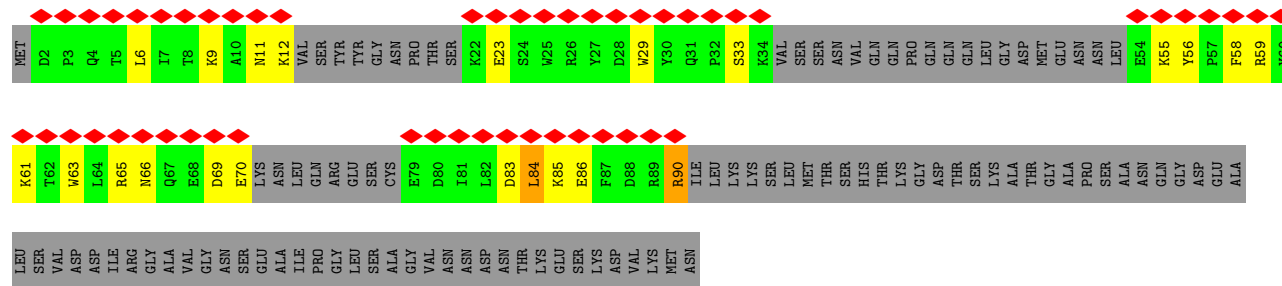 MET D2 P3 Q4 T5 L6 I7 T8 K9 A10 N11 K12 VAL SER TYR TYR GLY ASN PRO THR SER K22 E23 S24 W25 R26 Y27 D28 W29 Y30 Q31 P32 S33 K34 VAL SER SER ASN VAL GLN GLN PRO GLN GLN GLN LEU GLY ASP MET GLU ASN ASN LEU E54 K55 Y56 P57 F58 R59
K61 T62 W63 L64 R65 N66 Q67 E68 D69 E70 LYS ASN LEU GLN ARG GLU SER CYS E79 D80 I81 L82 D83 L84 K85 E86 F87 D88 R89 R90 ILE LEU LYS LYS SER LEU MET THR SER HIS THR LYS GLY ASP THR SER LYS ALA THR GLY ALA PRO SER ALA ASN GLN GLY ASP GLU ALA
LEU SER VAL ASP ASP ILE ARG GLY ALA VAL GLY ASN SER GLU ALA ILE PRO GLY LEU SER ALA GLY VAL ASN ASN ASP ASN THR LYS GLU SER LYS ASP VAL LYS MET ASN